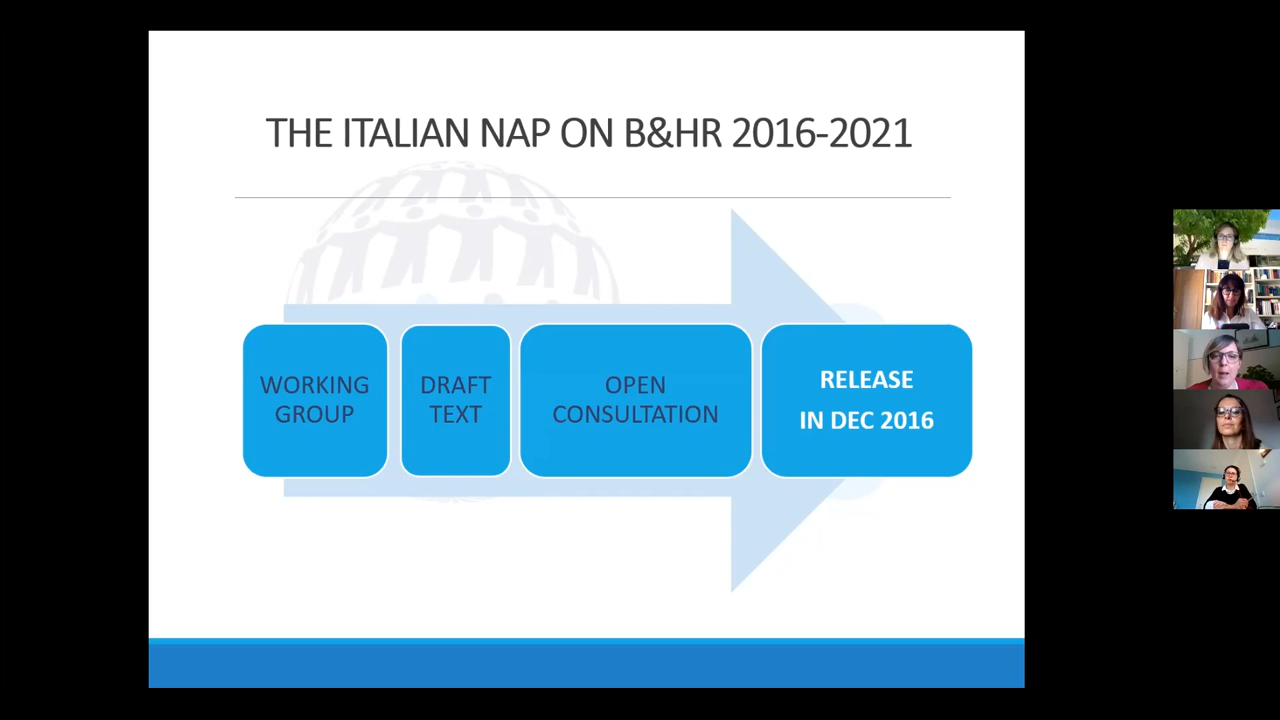 THE ITALIAN NAP ON B&HR 2016-2021
WORKING
GROUP
DRAFT
TEXT
OPEN
CONSULTATION
RELEASE
IN DEC 2016